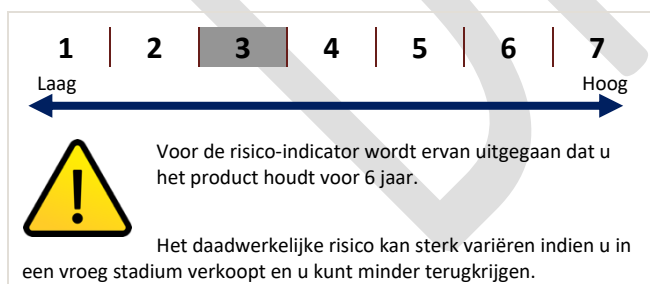 1 2 3 4 5 6 7
Laag Hoog
!
Voor de risico-indicator wordt ervan uitgegaan dat u
het product houdt voor 6 jaar.
Het daadwerkelijke risico kan sterk variëren indien u in
een vroeg stadium verkoopt en u kunt minder terugkrijgen.